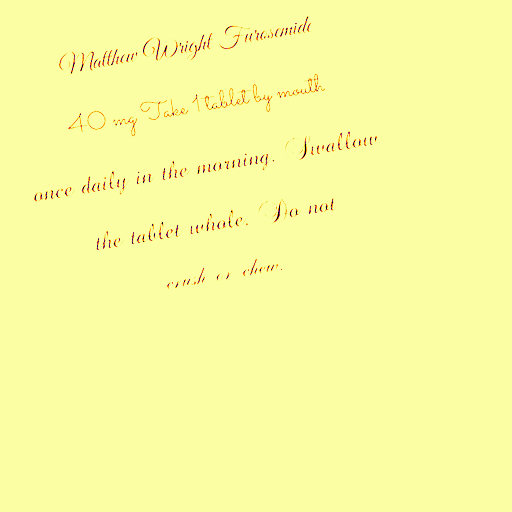 Matthew Wright Furosemide
40 mg Take 1 tablet by mouth
once daily in the morning. Swallow
the tablet whole. Do not
crush or chew.